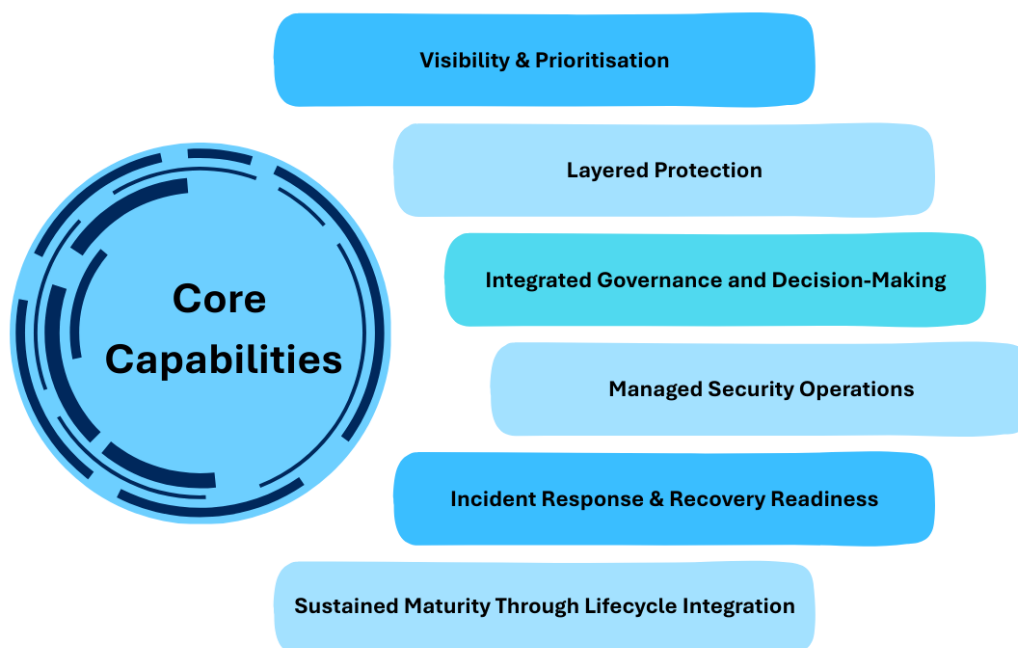 Visibility & Prioritisation
Layered Protection
Integrated Governance and Decision-Making
Core
Capabilities
Managed Security Operations
Incident Response & Recovery Readiness
Sustained Maturity Through Lifecycle Integration